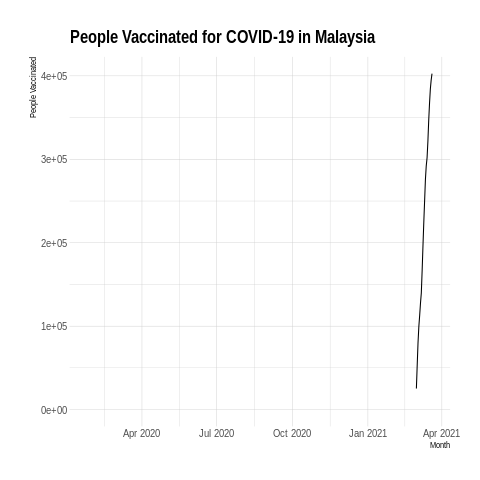 People Vaccinated for COVID-19 in Malaysia
People Vaccinated
4e+05
3e+05
2e+05
1e+05
0e+00
Apr 2020
Jul 2020
Oct 2020
Jan 2021
Apr 2021
Month